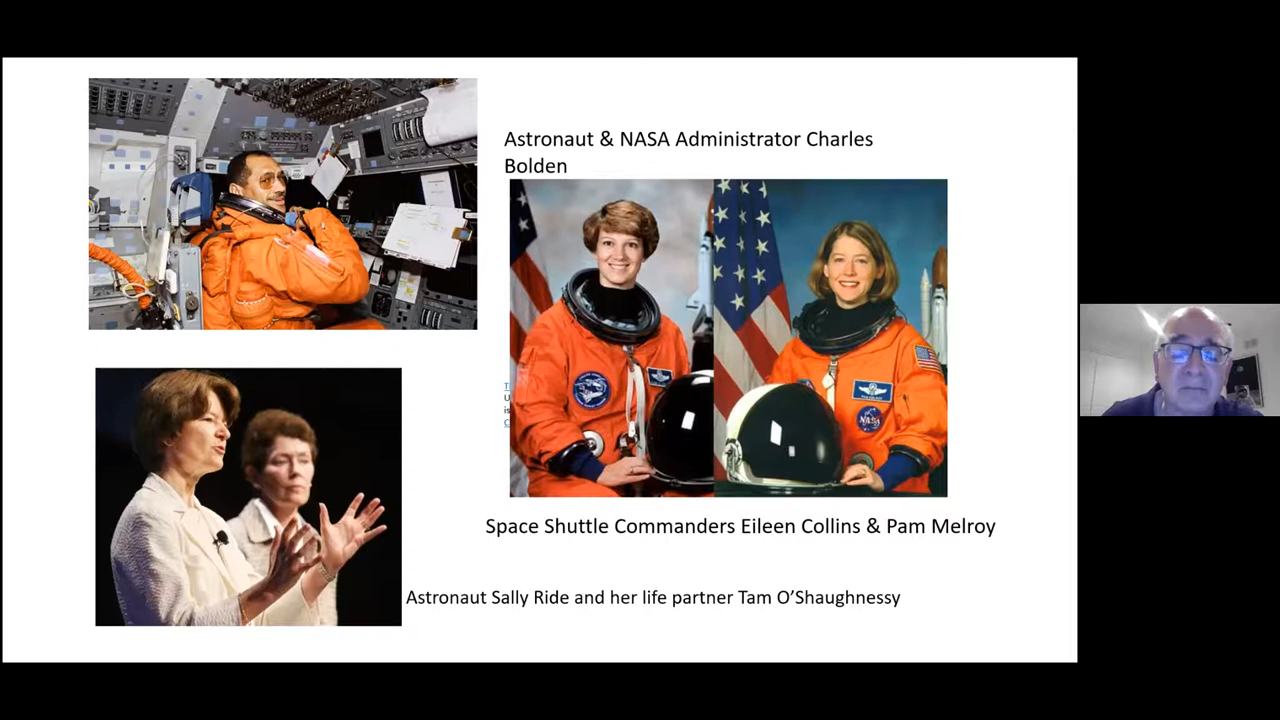 Astronaut & NASA Administrator Charles
Bolden
Space Shuttle Commanders Eileen Collins & Pam Melroy
Astronaut Sally Ride and her life partner Tam O’Shaughnessy
NASA